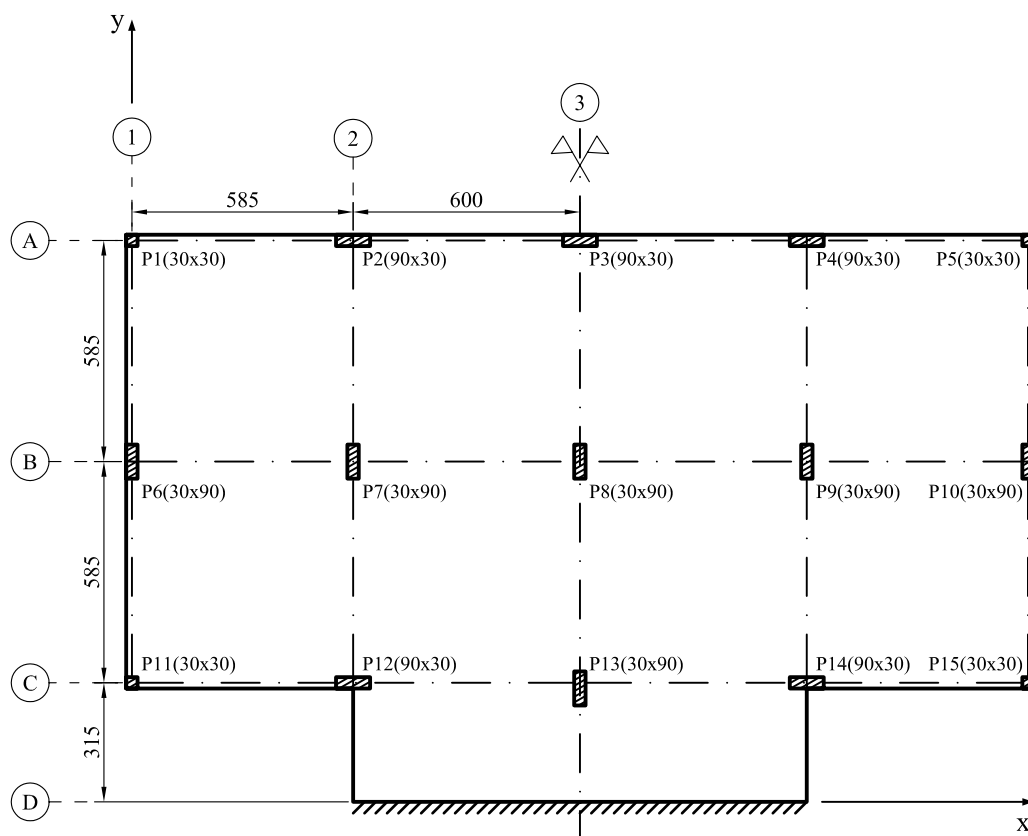 y
3
1
2
585
600
A
P1(30x30)
P2(90x30)
P3(90x30)
P4(90x30)
P5(30x30)
585
B
P6(30x90)
P7(30x90)
P8(30x90)
P9(30x90)
P10(30x90)
585
P11(30x30)
P12(90x30)
P13(30x90)
P14(90x30)
P15(30x30)
C
315
D
x